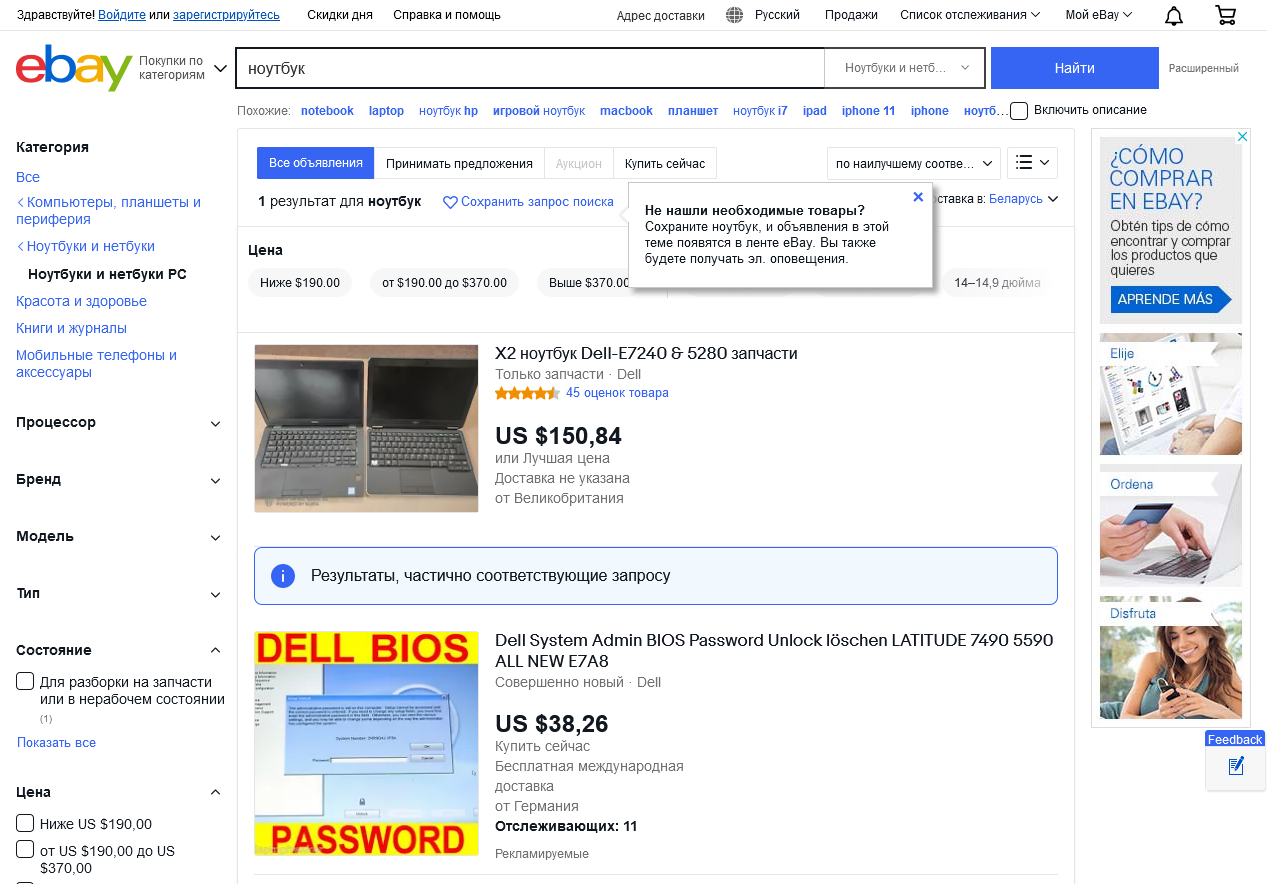 Здравствуйте! Войдите или зарегистрируйтесь
Скидки дня
Справка и помощь
Адрес доставки
Русский
Продажи
Список отслеживания
Мой eBay
ebay
Покупки по
категориям
ноутбук
Ноутбуки и нетб...
Найти
Расширенный
Похожие: notebook laptop ноутбук hp игровой ноутбук macbook планшет ноутбук i7 ipad iphone 11 iphone ноутб...
Включить описание
Категория
Все
Компьютеры, планшеты и
периферия
Ноутбуки и нетбуки
Ноутбуки и нетбуки PC
Красота и здоровье
Книги и журналы
Мобильные телефоны и
аксессуары
Процессор
Бренд
Модель
Тип
Состояние
Для разборки на запчасти
или в нерабочем состоянии
(1)
Показать все
Цена
Ниже US $190,00
от US $190,00 до US
$370,00
Все объявления
Принимать предложения
Аукцион
Купить сейчас
по наилучшему соотве...
1 результат для ноутбук
Сохранить запрос поиска
ставка в: Беларусь
Не нашли необходимые товары?
Сохраните ноутбук, и объявления в этой
теме появятся в ленте eBay. Вы также
будете получать эл. оповещения.
Цена
Ниже $190.00
от $190.00 до $370.00
Выше $370.00
14–14,9 дюйма
X2 ноутбук Dell-E7240 & 5280 запчасти
Только запчасти · Dell
45 оценок товара
US $150,84
или Лучшая цена
Доставка не указана
от Великобритания
Результаты, частично соответствующие запросу
DELL BIOS
PASSWORD
Dell System Admin BIOS Password Unlock löschen LATITUDE 7490 5590
ALL NEW E7A8
Совершенно новый · Dell
US $38,26
Купить сейчас
Бесплатная международная
доставка
от Германия
Отслеживающих: 11
Рекламируемые
¿CÓMO
COMPRAR
EN EBAY?
Obtén tips de cómo
encontrar y comprar
los productos que
quieres
APRENDE MÁS
Elije
Ordena
Disfruta
Feedback